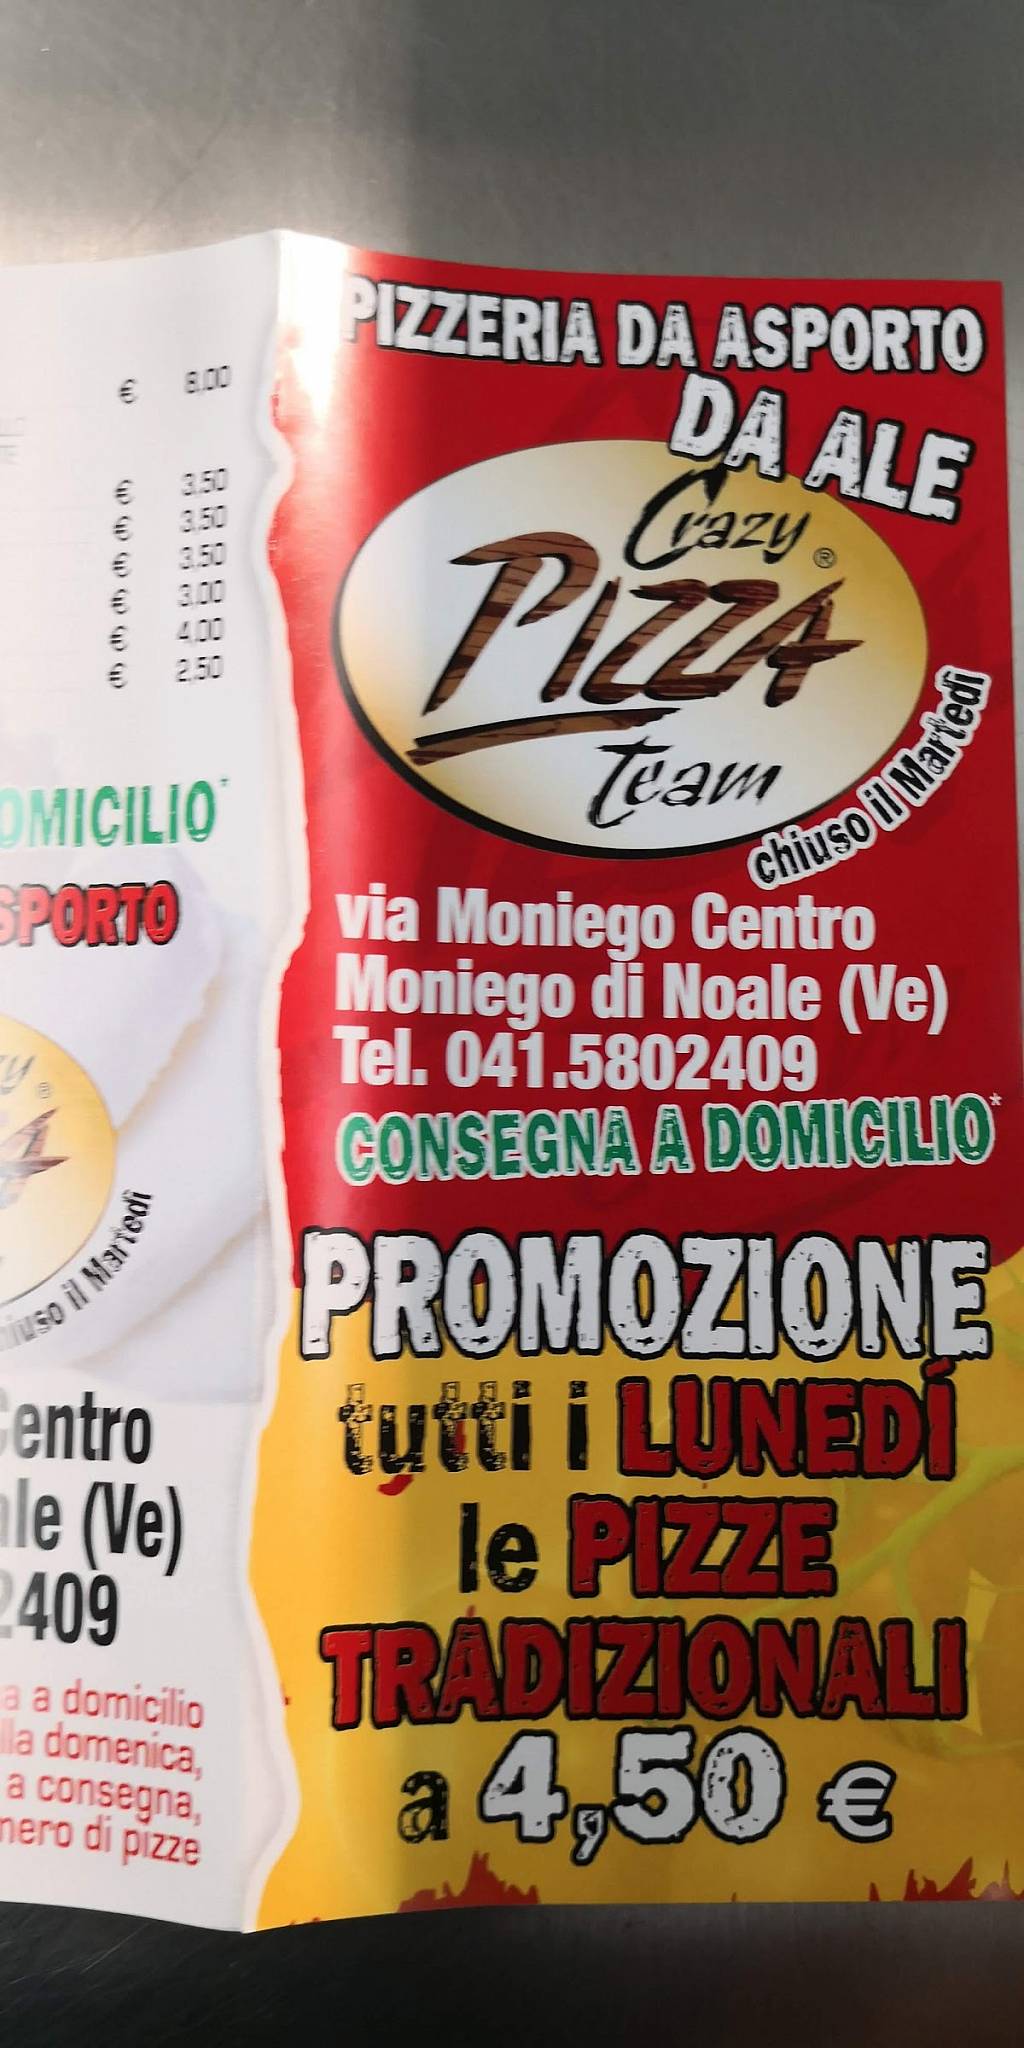 € 8,00
€ 3,50
€ 3,50
€ 3,50
€ 3,00
€ 4,00
€ 2,50
OMICILIO*
SPORTO
®
chiuso il Martedì
Centro
ale (Ve)
2409
a a domicilio
lla domenica,
a consegna,
mero di pizze
PIZZERIA DA ASPORTO
DA ALE
Crazy
PIZZA®
Team
chiuso il Martedì
via Moniego Centro
Moniego di Noale (Ve)
Tel. 041.5802409
CONSEGNA A DOMICILIO*
PROMOZIONE
tutti i LUNEDÍ
le PIZZE
TRADIZIONALI
a 4,50 €